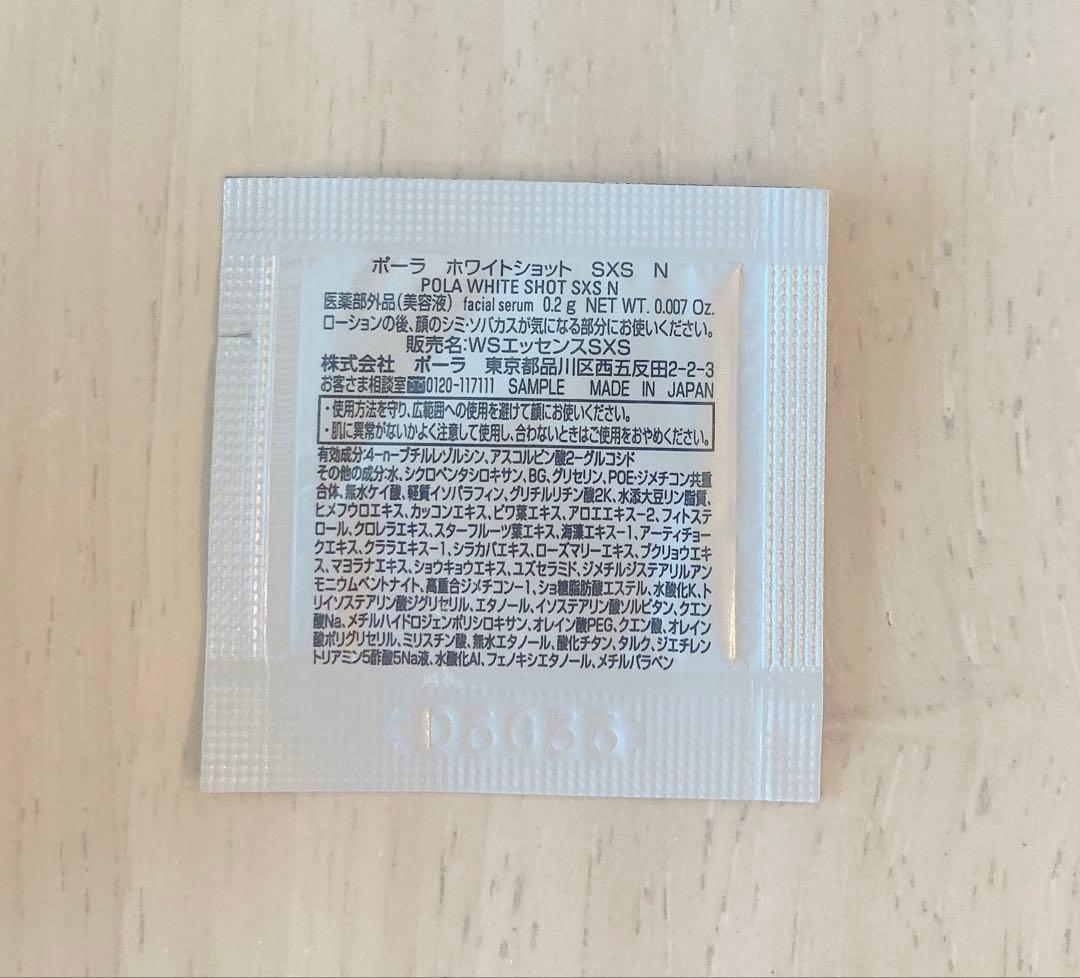 ポーラ ホワイトショット SXS N
POLA WHITE SHOT SXS N
医薬部外品(美容液) facial serum 0.2g NET WT. 0.007 Oz.
ローションの後、顔のシミ・ソバカスが気になる部分にお使いください。
販売名:WSエッセンスSXS
株式会社 ポーラ 東京都品川区西五反田2-2-3
お客さま相談室 0120-117111 SAMPLE MADE IN JAPAN
・使用方法を守り、広範囲への使用を避けて顔にお使いください。
・肌に異常がないかよく注意して使用し、合わないときはご使用をおやめください。
有効成分:4-n-ブチルレゾルシン、アスコルビン酸2-グルコシド
その他の成分:水、シクロペンタシロキサン、BG、グリセリン、POE・ジメチコン共重
合体、無水ケイ酸、軽質イソパラフィン、グリチルリチン酸2K、水添大豆リン脂質、
ヒメフウロエキス、カッコンエキス、ビワ葉エキス、アロエエキス-2、フィトステ
ロール、クロレラエキス、スターフルーツ葉エキス、海藻エキス-1、アーティチョー
クエキス、クララエキス-1、シラカバエキス、ローズマリーエキス、ブクリョウエキ
ス、マヨラナエキス、ショウキョウエキス、ユズセラミド、ジメチルジステアリルアン
モニウムヘクトライト、高重合ジメチコン-1、ショ糖脂肪酸エステル、水酸化K、ト
リイソステアリン酸ジグリセリル、エタノール、イソステアリン酸ソルビタン、クエン
酸Na、メチルハイドロジェンポリシロキサン、オレイン酸PEG、クエン酸、オレイン
酸ポリグリセリル、ミリスチン酸、無水エタノール、酸化チタン、タルク、ジエチレン
トリアミン5酢酸5Na液、水酸化Al、フェノキシエタノール、メチルパラベン